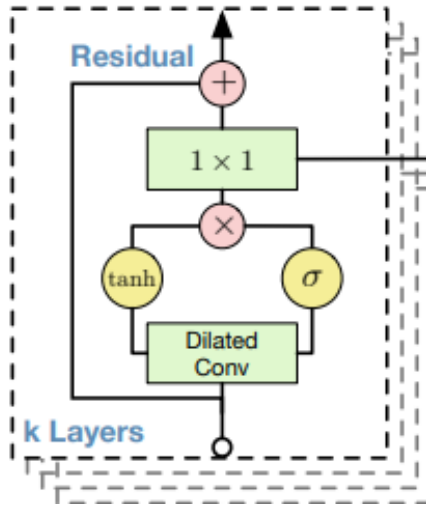 Residual
+
1 × 1
×
tanh
σ
Dilated
Conv
k Layers